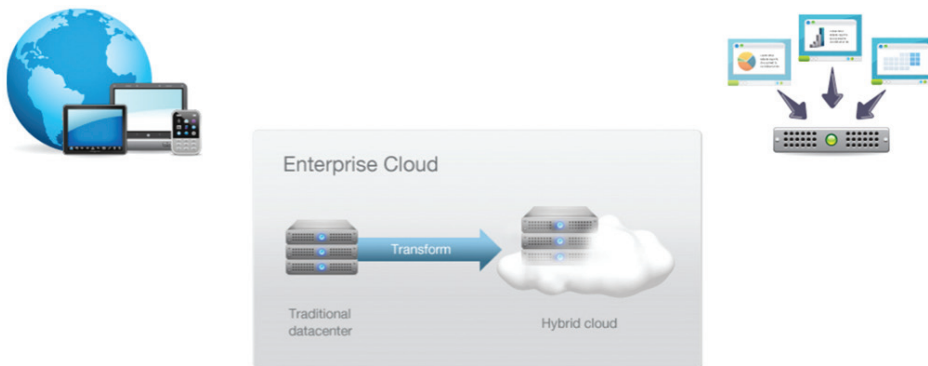 Enterprise Cloud
Transform
Traditional
datacenter
Hybrid cloud